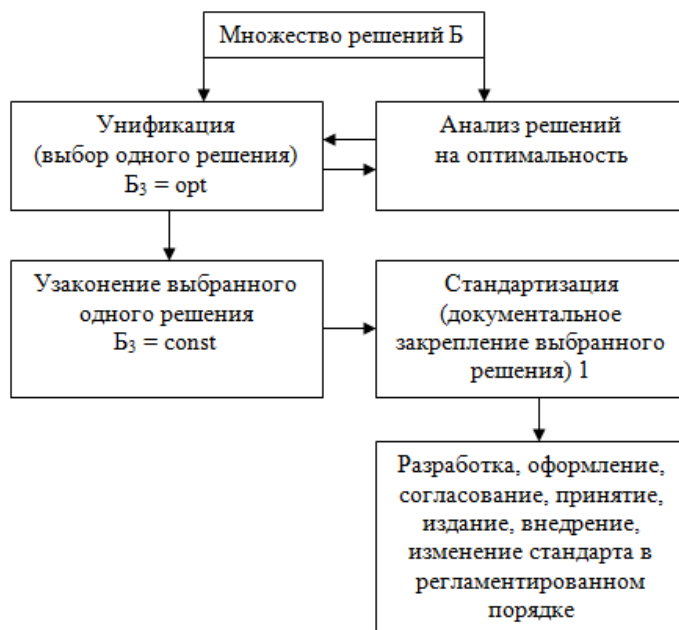 Множество решений Б
Унификация
(выбор одного решения)
Б₃ = opt
Анализ решений
на оптимальность
Узаконение выбранного
одного решения
Б₃ = const
Стандартизация
(документальное
закрепление выбранного
решения) 1
Разработка, оформление,
согласование, принятие,
издание, внедрение,
изменение стандарта в
регламентированном
порядке